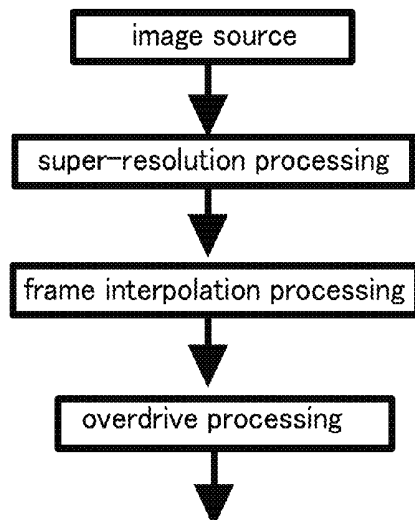 image source
super-resolution processing
frame interpolation processing
overdrive processing